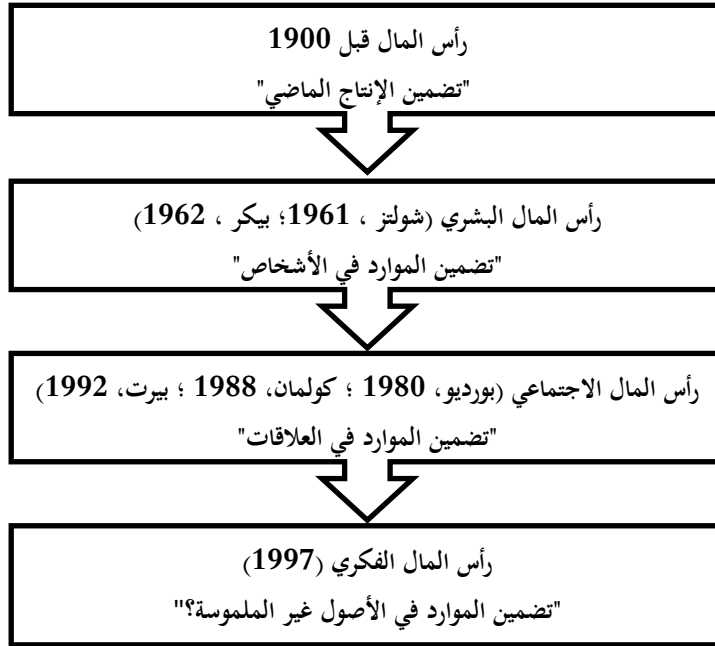 رأس المال قبل 1900
"تضمين الإنتاج الماضي"
رأس المال البشري (شولتز ، 1961؛ بيكر ، 1962)
"تضمين الموارد في الأشخاص"
رأس المال الاجتماعي (بورديو، 1980 ؛ كولمان، 1988 ؛ بيرت، 1992)
"تضمين الموارد في العلاقات"
رأس المال الفكري (1997)
"تضمين الموارد في الأصول غير الملموسة؟"